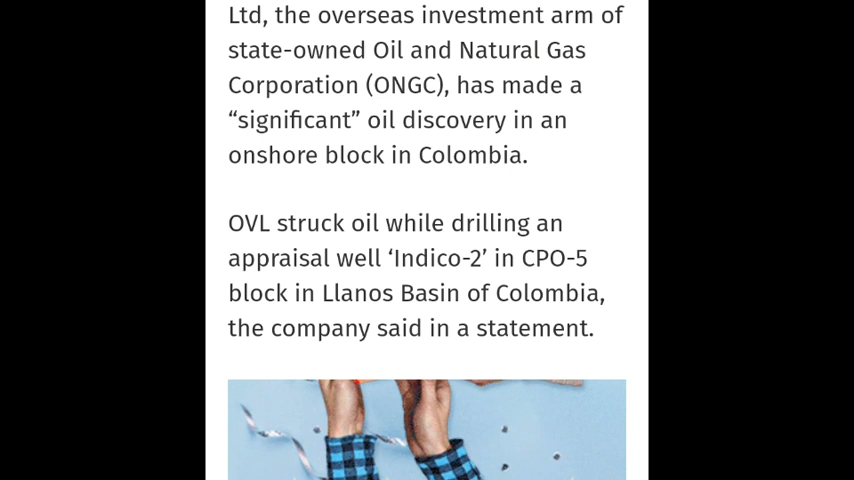 Ltd, the overseas investment arm of
state-owned Oil and Natural Gas
Corporation (ONGC), has made a
“significant” oil discovery in an
onshore block in Colombia.
OVL struck oil while drilling an
appraisal well ‘Indico-2’ in CPO-5
block in Llanos Basin of Colombia,
the company said in a statement.